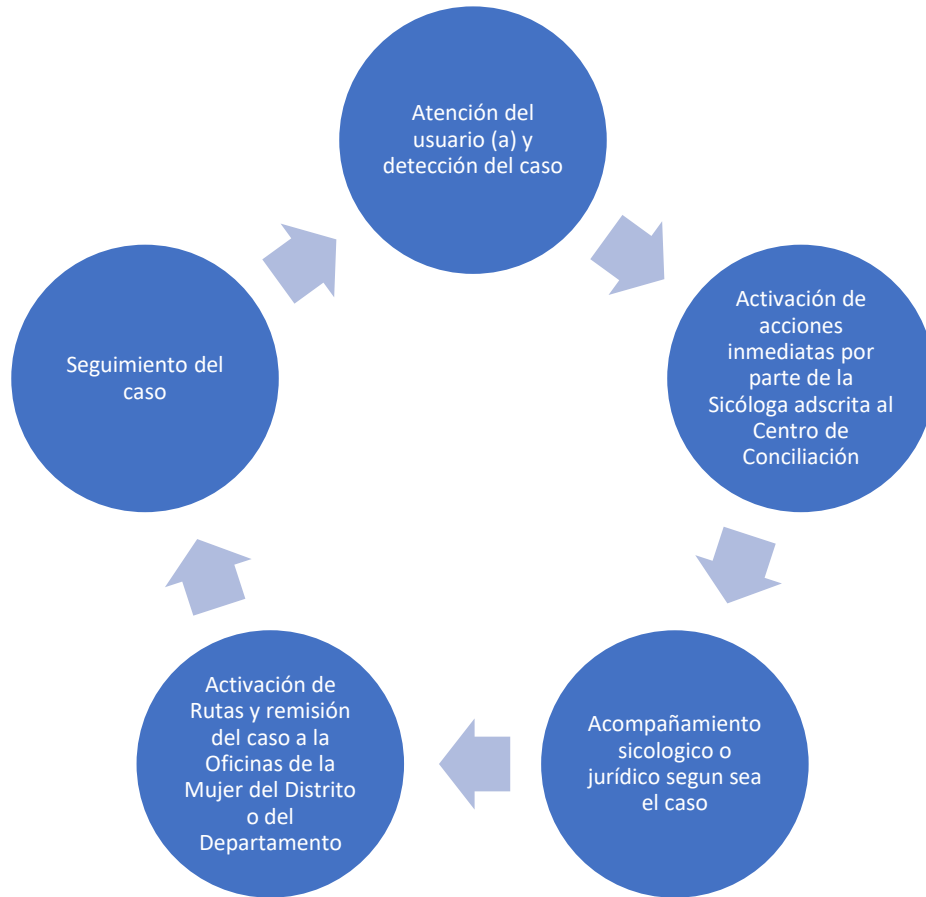 Atención del
usuario (a) y
detección del caso
Activación de
acciones
inmediatas por
parte de la
Sicóloga adscrita al
Centro de
Conciliación
Acompañamiento
sicologico o
jurídico segun sea
el caso
Activación de
Rutas y remisión
del caso a la
Oficinas de la
Mujer del Distrito
o del
Departamento
Seguimiento del
caso